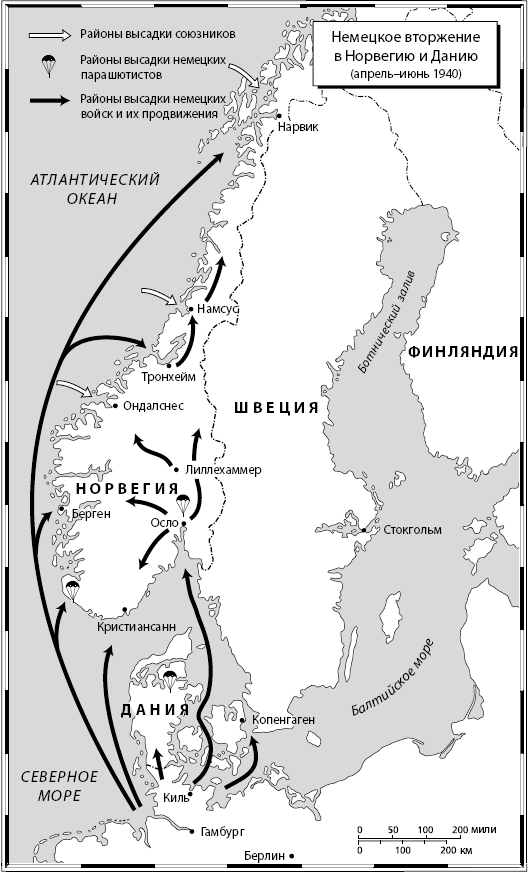 Немецкое вторжение
в Норвегию и Данию
(апрель–июнь 1940)
Районы высадки союзников
Районы высадки немецких
парашютистов
Районы высадки немецких
войск и их продвижения
Нарвик
АТЛАНТИЧЕСКИЙ
ОКЕАН
Намсус
Ботнический залив
ФИНЛЯНДИЯ
Тронхейм
Ондалснес
ШВЕЦИЯ
Лиллехаммер
НОРВЕГИЯ
Берген
Осло
Стокгольм
Кристиансанн
Балтийское море
ДАНИЯ
Копенгаген
СЕВЕРНОЕ
МОРЕ
Киль
Гамбург
0 50 100 200 мили
0 100 200 км
Берлин